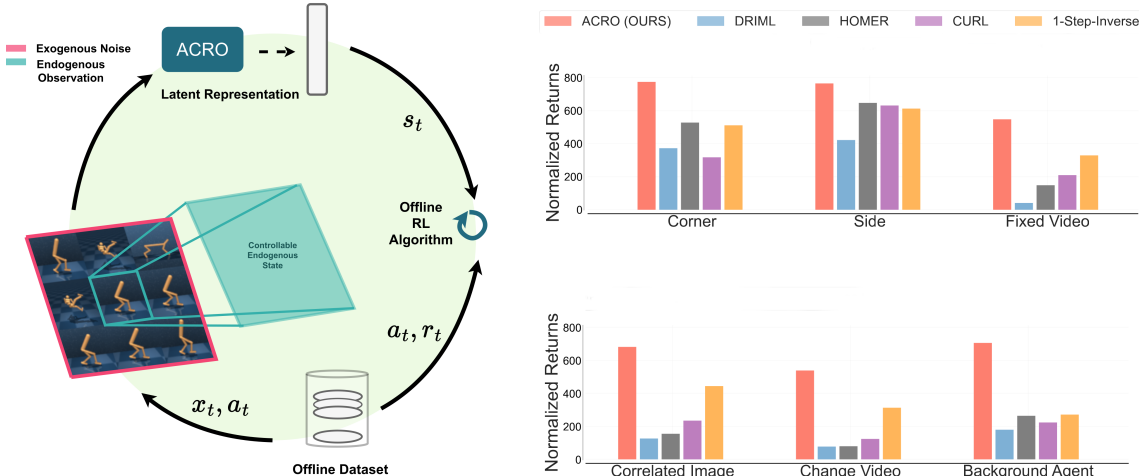 Exogenous Noise
Endogenous
Observation
ACRO
Latent Representation
s_t
Offline
RL
Algorithm
Controllable
Endogenous
State
a_t, r_t
x_t, a_t
Offline Dataset
ACRO (OURS) DRIML HOMER CURL 1-Step-Inverse
Normalized Returns
800
600
400
200
0
Corner Side Fixed Video
Normalized Returns
800
600
400
200
0
Correlated Image Change Video Background Agent